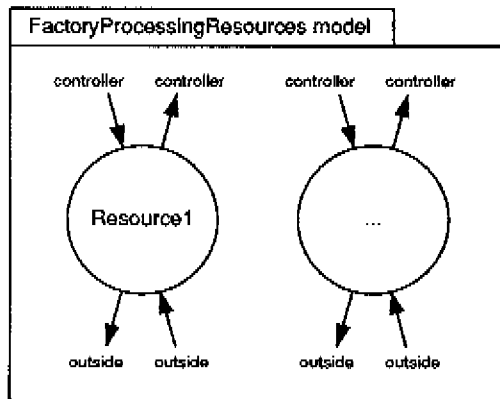 FactoryProcessingResources model
controller controller controller controller
Resource1 ...
outside outside outside outside